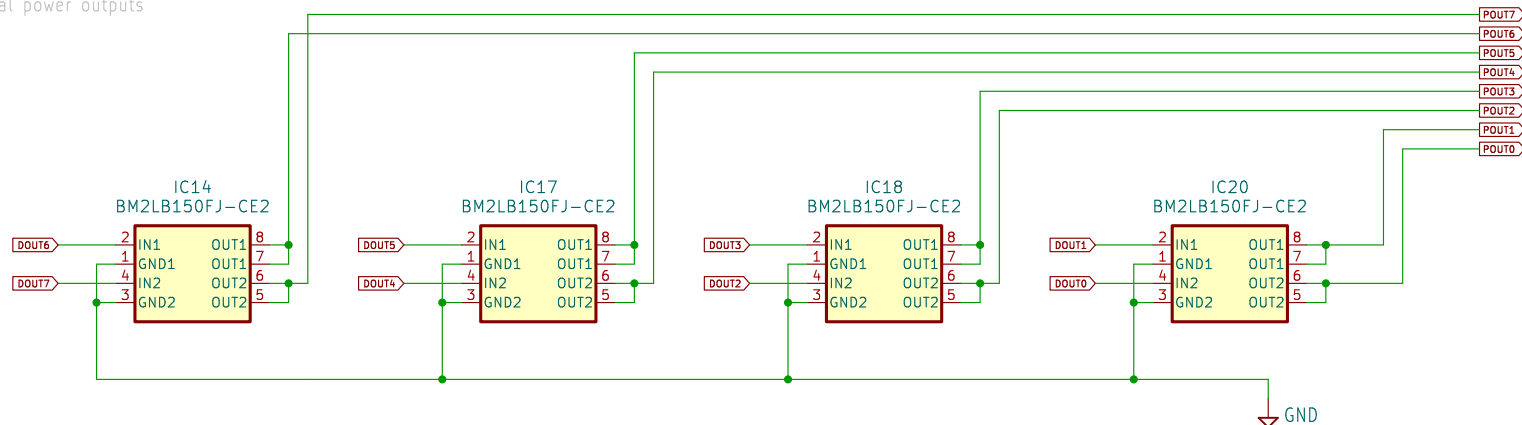 al power outputs
POUT7
POUT6
POUT5
POUT4
POUT3
POUT2
POUT1
POUT0
IC14
BM2LB150FJ-CE2
DOUT6
2 IN1 OUT1 8
1 GND1 OUT1 7
DOUT7
4 IN2 OUT2 6
3 GND2 OUT2 5
IC17
BM2LB150FJ-CE2
DOUT5
2 IN1 OUT1 8
1 GND1 OUT1 7
DOUT4
4 IN2 OUT2 6
3 GND2 OUT2 5
IC18
BM2LB150FJ-CE2
DOUT3
2 IN1 OUT1 8
1 GND1 OUT1 7
DOUT2
4 IN2 OUT2 6
3 GND2 OUT2 5
IC20
BM2LB150FJ-CE2
DOUT1
2 IN1 OUT1 8
1 GND1 OUT1 7
DOUT0
4 IN2 OUT2 6
3 GND2 OUT2 5
GND